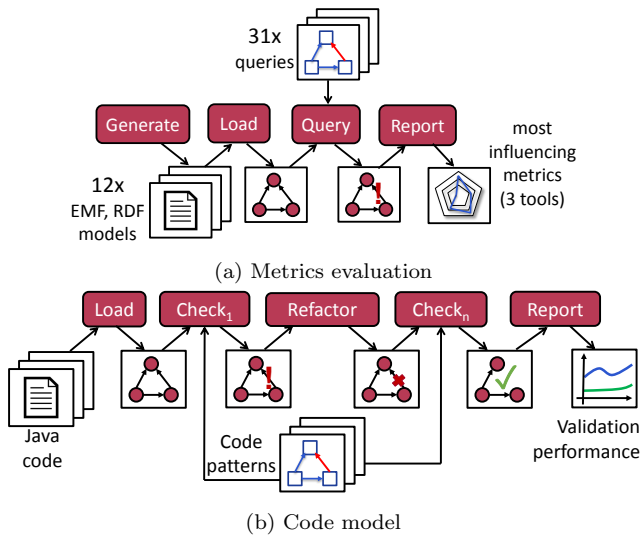 31x
queries
Generate
Load
Query
Report
12x
EMF, RDF
models
most
influencing
metrics
(3 tools)
(a) Metrics evaluation
Load
Check1
Refactor
Checkn
Report
Java
code
Code
patterns
Validation
performance
(b) Code model